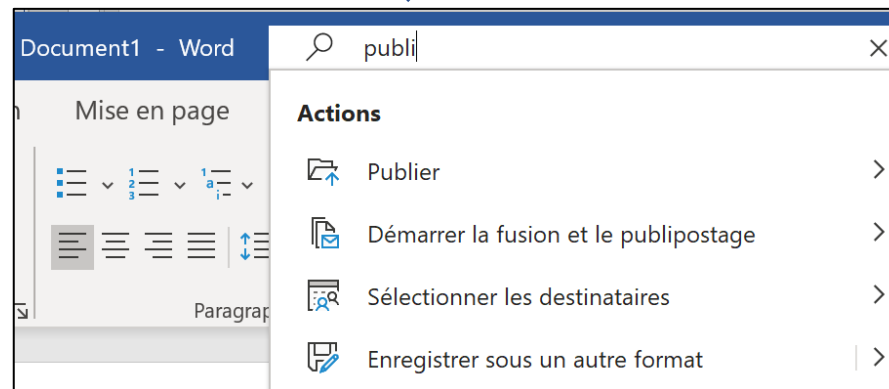 Document1 - Word
publi
Mise en page
Actions
Publier
Démarrer la fusion et le publipostage
Sélectionner les destinataires
Paragrap
Enregistrer sous un autre format